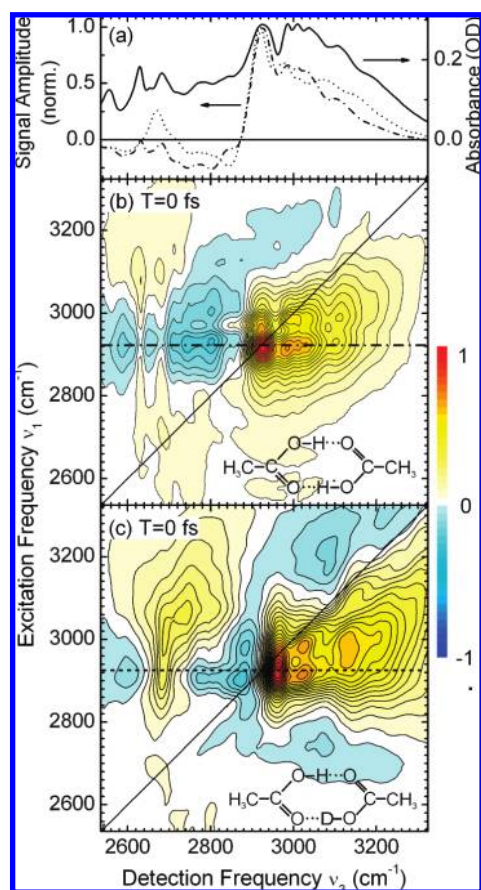 (a)
1.0
0.5
0.0
Signal Amplitude
(norm.)
0.2
0.0
Absorbance (OD)
(b) T=0 fs
3200
3000
2800
2600
O–H···O
H₃C–C
C–CH₃
O···H–O
(c) T=0 fs
3200
3000
2800
2600
O–H···O
H₃C–C
C–CH₃
O···D–O
Excitation Frequency ν₁ (cm⁻¹)
2600
2800
3000
3200
Detection Frequency ν₃ (cm⁻¹)
1
0
-1